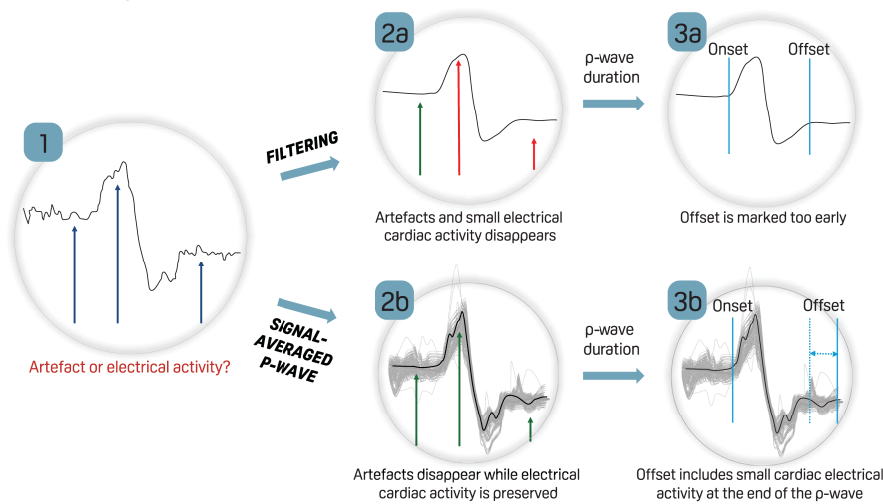 1
Artefact or electrical activity?
FILTERING
2a
Artefacts and small electrical
cardiac activity disappears
ρ-wave
duration
3a
Onset
Offset
Offset is marked too early
SiGNAL-
AVERAGED
P-WAVE
2b
Artefacts disappear while electrical
cardiac activity is preserved
ρ-wave
duration
3b
Onset
Offset
Offset includes small cardiac electrical
activity at the end of the ρ-wave